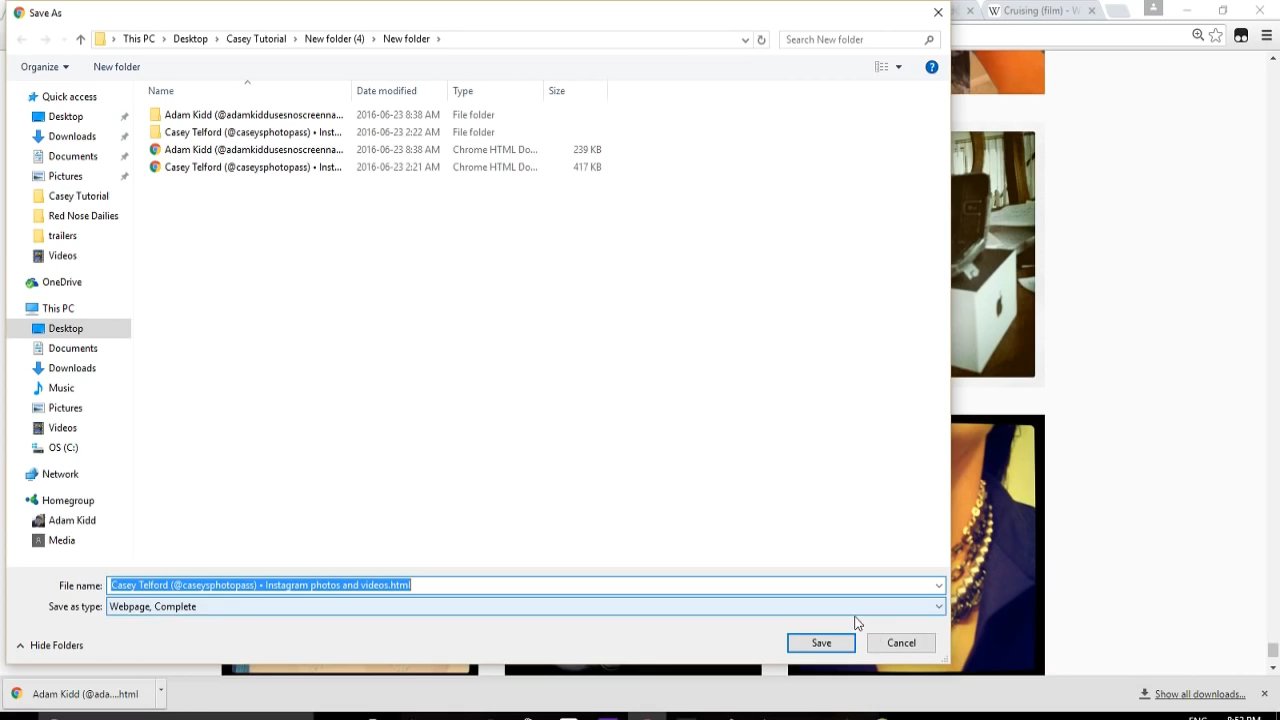 Save As
Cruising (film) - W
This PC > Desktop > Casey Tutorial > New folder (4) > New folder >
Search New folder
Organize
New folder
Name
Date modified
Type
Size
Quick access
Desktop
Downloads
Documents
Pictures
Casey Tutorial
Red Nose Dailies
trailers
Videos
OneDrive
This PC
Desktop
Documents
Downloads
Music
Pictures
Videos
OS (C:)
Network
Homegroup
Adam Kidd
Media
Adam Kidd (@adamkiddusesnoscreenna... 2016-06-23 8:38 AM File folder
Casey Telford (@caseysphotopass) • Inst... 2016-06-23 2:22 AM File folder
Adam Kidd (@adamkiddusesnoscreenna... 2016-06-23 8:38 AM Chrome HTML Do... 239 KB
Casey Telford (@caseysphotopass) • Inst... 2016-06-23 2:21 AM Chrome HTML Do... 417 KB
File name: Casey Telford (@caseysphotopass) • Instagram photos and videos.html
Save as type: Webpage, Complete
Hide Folders
Save
Cancel
Adam Kidd (@ada....html
Show all downloads...